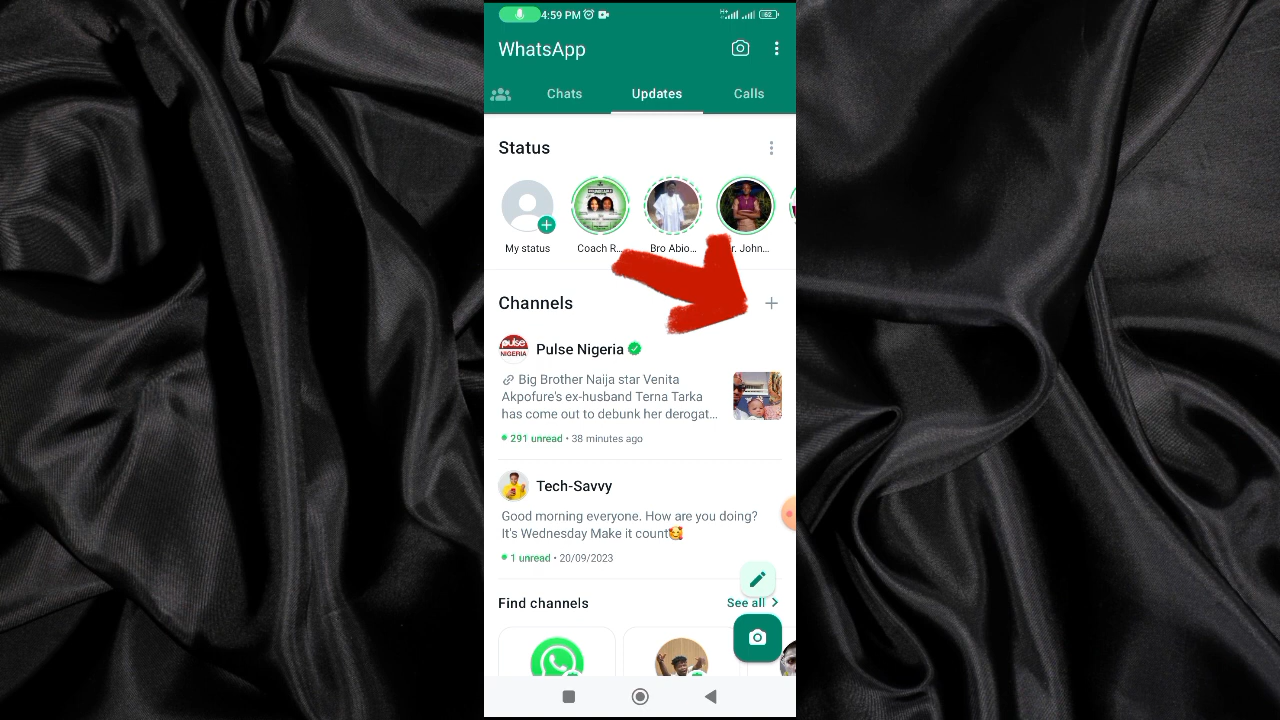 4:59 PM
62
WhatsApp
Chats
Updates
Calls
Status
My status
Coach R...
Bro Abio...
r. John...
Channels
pulse
NIGERIA
Pulse Nigeria
Big Brother Naija star Venita
Akpofure's ex-husband Terna Tarka
has come out to debunk her derogat...
291 unread • 38 minutes ago
Tech-Savvy
Good morning everyone. How are you doing?
It's Wednesday Make it count🥰
1 unread • 20/09/2023
Find channels
See all